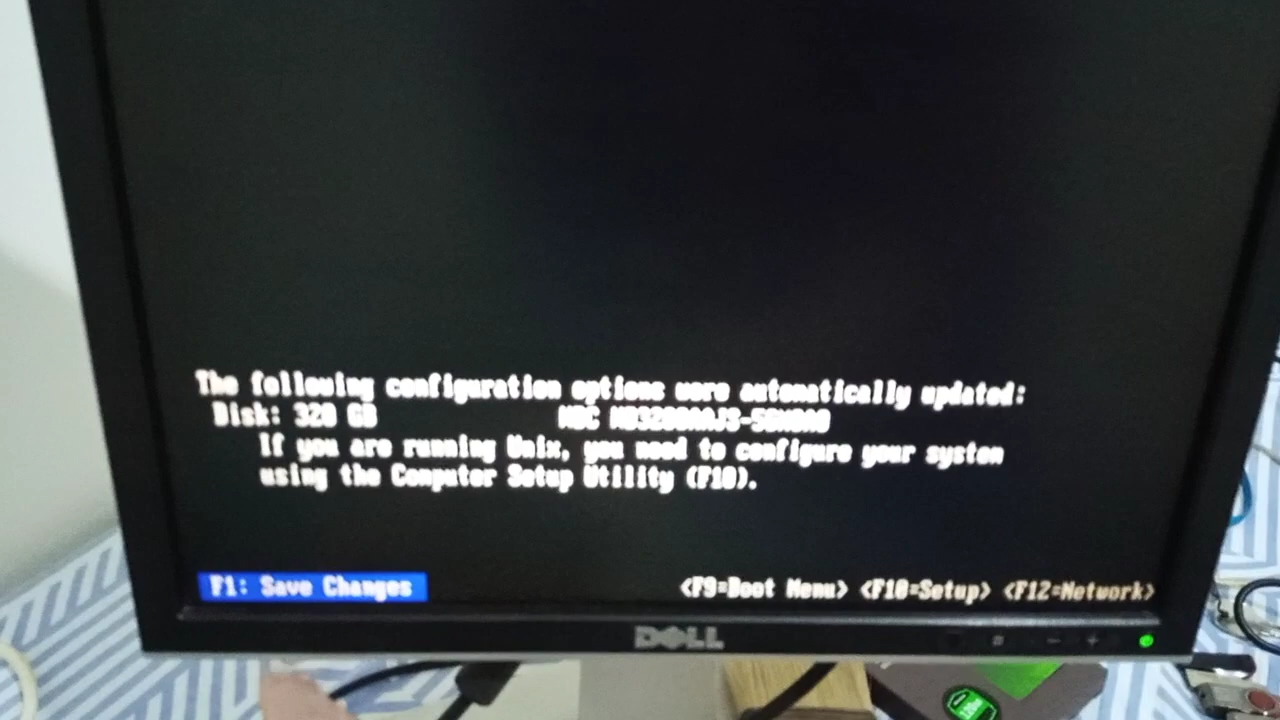 The following configuration options were automatically updated:
Disk: 320 GB WDC
If you are running Unix, you need to configure your system
using the Computer Setup Utility (F10).
F1: Save Changes <F9=Boot Menu> <F10=Setup> <F12=Network>
DELL